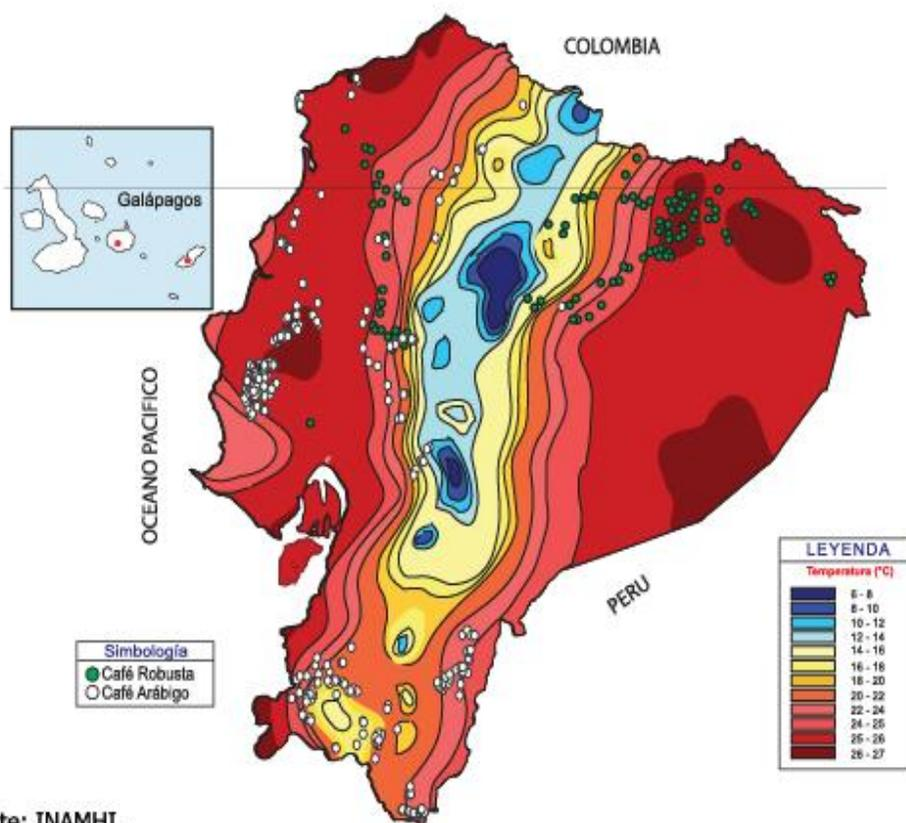 COLOMBIA
Galápagos
OCEANO PACIFICO
PERU
LEYENDA
Temperatura (°C)
6 - 8
8 - 10
10 - 12
12 - 14
14 - 16
16 - 18
18 - 20
20 - 22
22 - 24
24 - 25
25 - 26
26 - 27
Simbología
Café Robusta
Café Arábigo
te: INAMHI